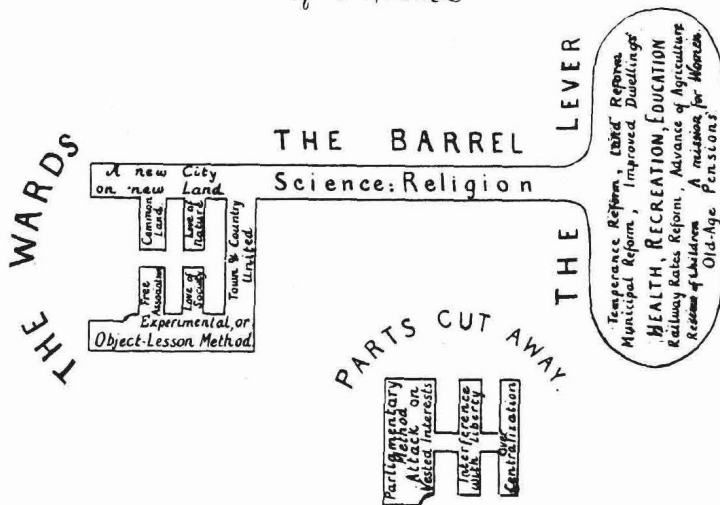 THE WARDS
THE BARREL
THE LEVER
A new City
on new Land
Science: Religion
Common
Land.
Love of
Nature
Free
Association
Love of
Society
Town & Country
United
Experimental, or
Object-Lesson Method.
Temperance Reform, Land Reform
Municipal Reform, Improved Dwellings
HEALTH, RECREATION, EDUCATION
Railway Rates Reform, Advance of Agriculture
Rescue of Children A mission for Women.
Old-Age Pensions
PARTS CUT AWAY.
Parliamentary
Method
Attack on
Vested Interests
Interference
with Liberty
Over
Centralization